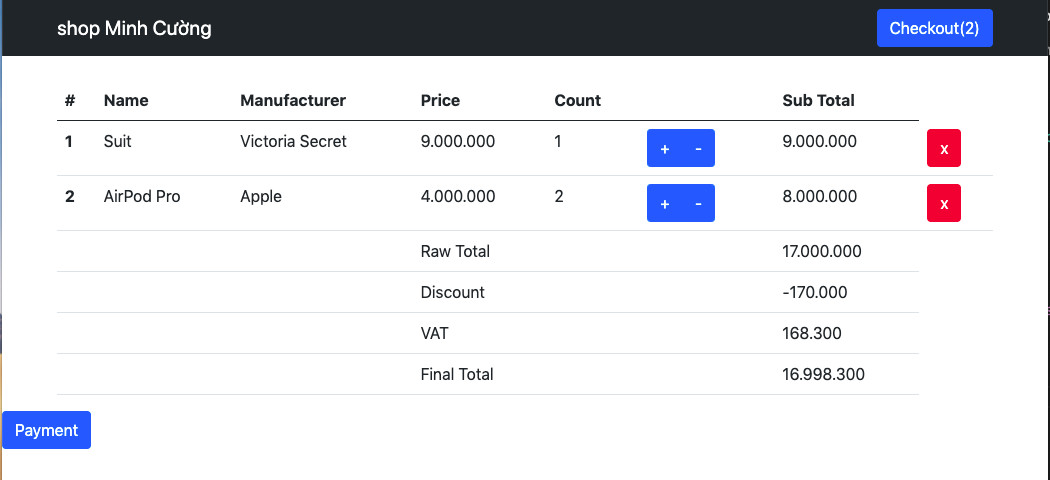 shop Minh Cường Checkout(2)
# Name Manufacturer Price Count Sub Total
1 Suit Victoria Secret 9.000.000 1 + - 9.000.000 x
2 AirPod Pro Apple 4.000.000 2 + - 8.000.000 x
Raw Total 17.000.000
Discount -170.000
VAT 168.300
Final Total 16.998.300
Payment